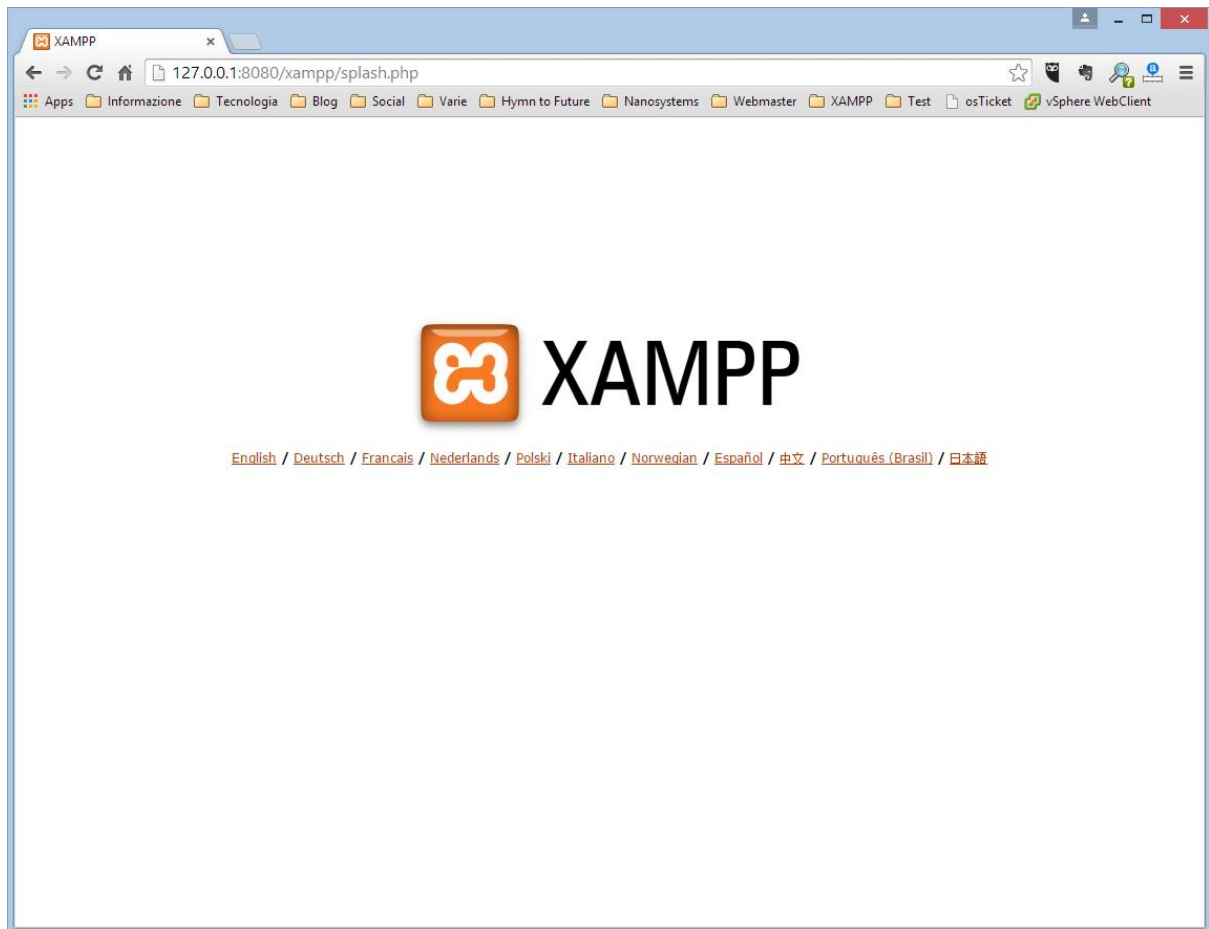 XAMPP
127.0.0.1:8080/xampp/splash.php
Apps Informazione Tecnologia Blog Social Varie Hymn to Future Nanosystems Webmaster XAMPP Test osTicket vSphere WebClient
XAMPP
English / Deutsch / Francais / Nederlands / Polski / Italiano / Norwegian / Español / 中文 / Português (Brasil) / 日本語